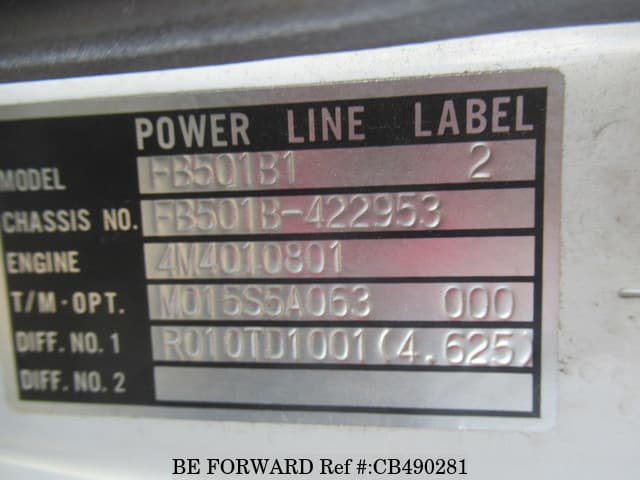 POWER LINE LABEL
MODEL FB501B1 2
CHASSIS NO. FB501B-422953
ENGINE 4M4010801
T/M·OPT. M015S5A063 000
DIFF. NO. 1 R010TD1001(4.625)
DIFF. NO. 2
BE FORWARD Ref #:CB490281